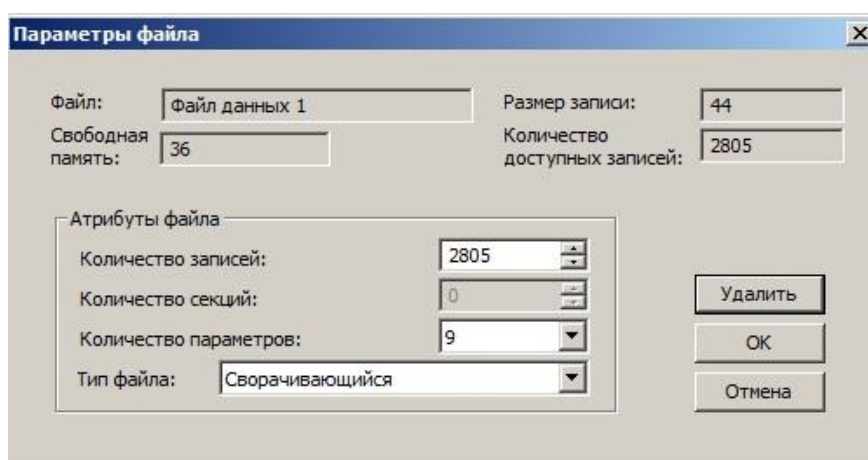 Параметры файла
Файл: Файл данных 1 Размер записи: 44
Свободная память: 36 Количество доступных записей: 2805
Атрибуты файла
Количество записей: 2805
Количество секций: 0
Удалить
Количество параметров: 9
OK
Тип файла: Сворачивающийся
Отмена